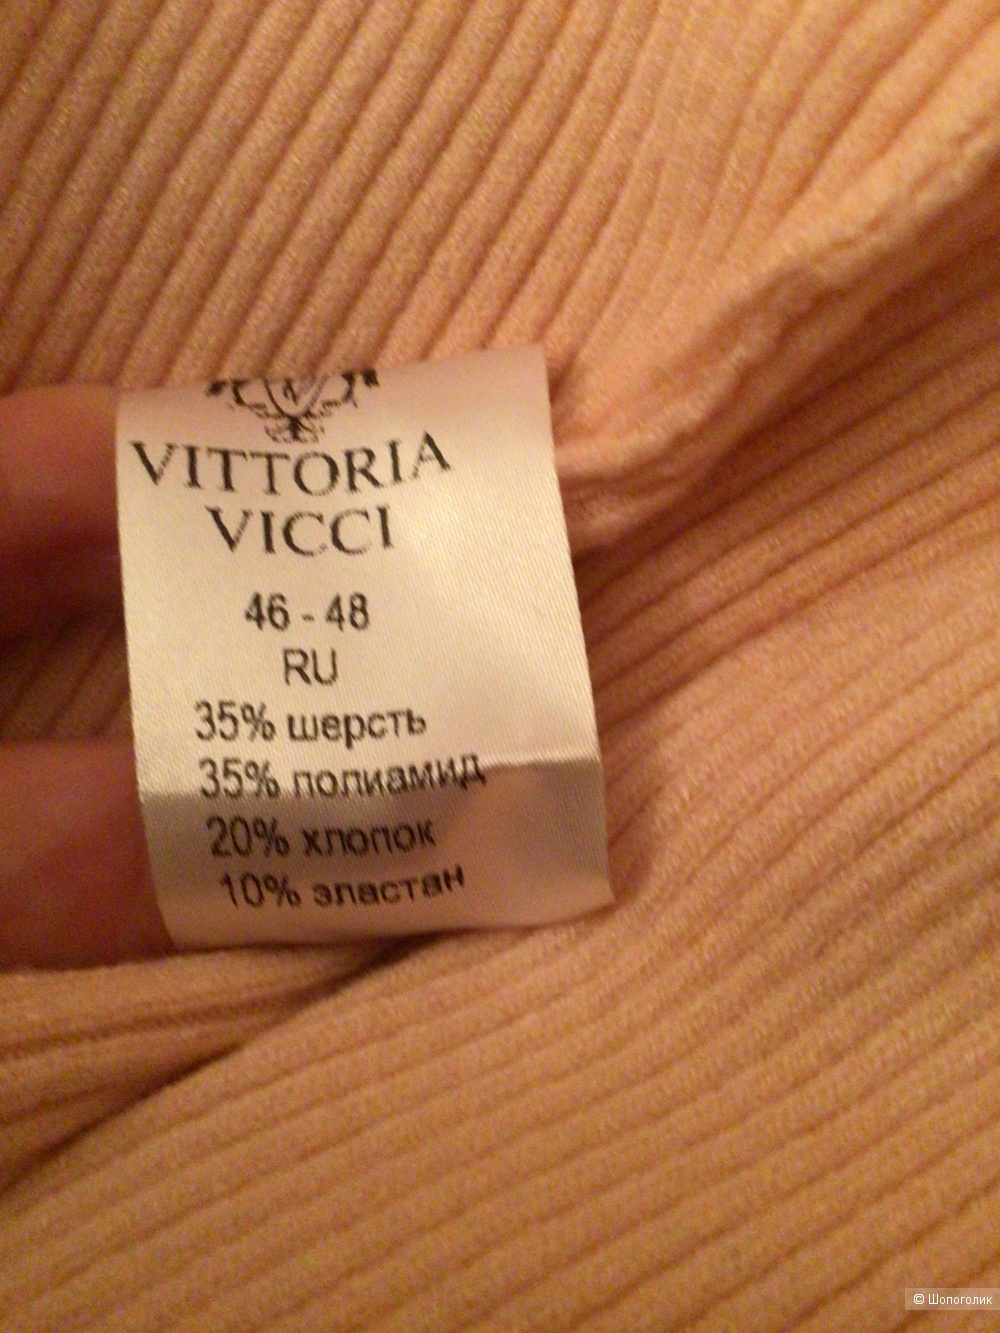 VITTORIA
VICCI
46 - 48
RU
35% шерсть
35% полиамид
20% хлопок
10% эластан
© Шопоголик